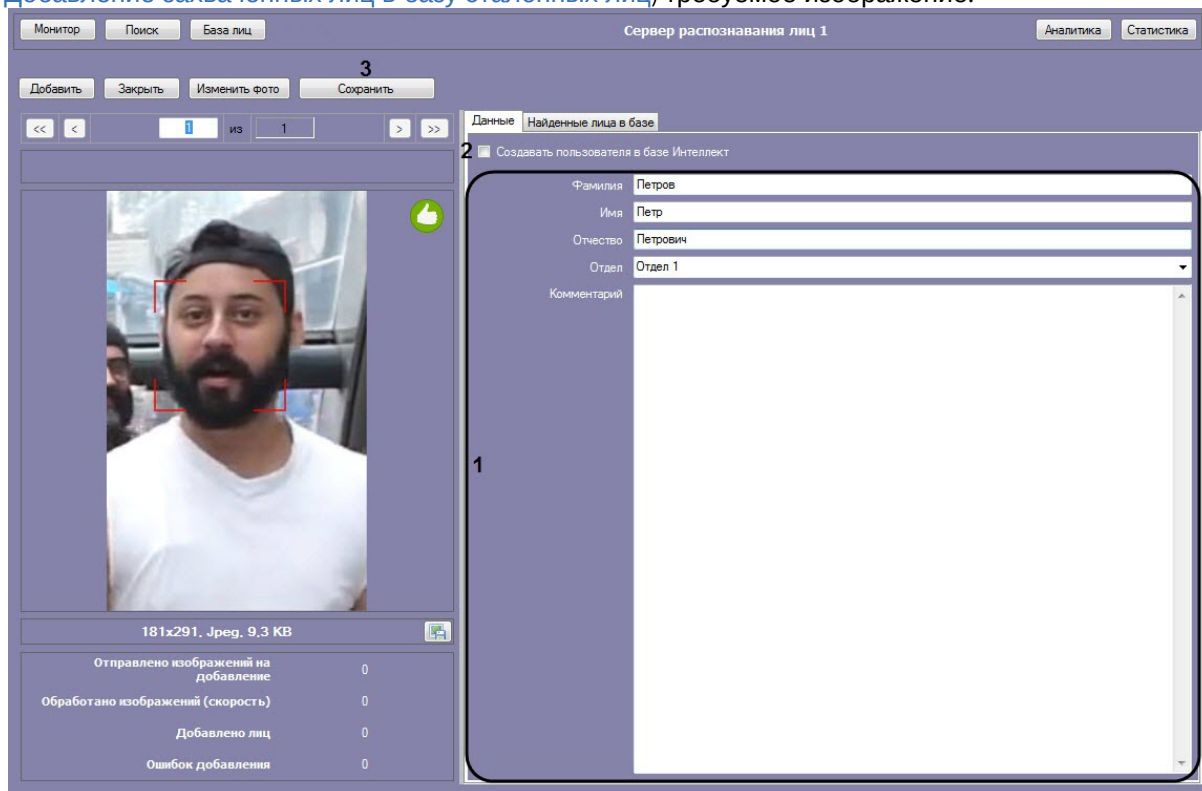 Добавление захваченных лиц в базу эталонных лиц) требуемое изображение.
Монитор Поиск База лиц Сервер распознавания лиц 1 Аналитика Статистика
3
Добавить Закрыть Изменить фото Сохранить
<< < 1 из 1 > >>
Данные Найденные лица в базе
2 Создавать пользователя в базе Интеллект
Фамилия Петров
Имя Петр
Отчество Петрович
Отдел Отдел 1
Комментарий
1
181x291, Jpeg, 9,3 KB
Отправлено изображений на добавление 0
Обработано изображений (скорость) 0
Добавлено лиц 0
Ошибок добавления 0